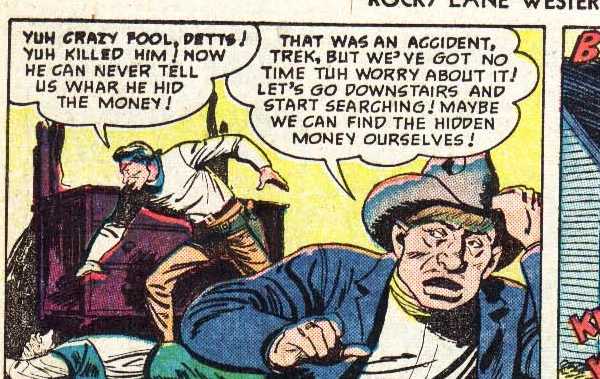 ROCKY LANE WESTER
YUH CRAZY FOOL, DETTS!
YUH KILLED HIM! NOW
HE CAN NEVER TELL
US WHAR HE HID
THE MONEY!
THAT WAS AN ACCIDENT,
TREK, BUT WE'VE GOT NO
TIME TUH WORRY ABOUT IT!
LET'S GO DOWNSTAIRS AND
START SEARCHING! MAYBE
WE CAN FIND THE HIDDEN
MONEY OURSELVES!